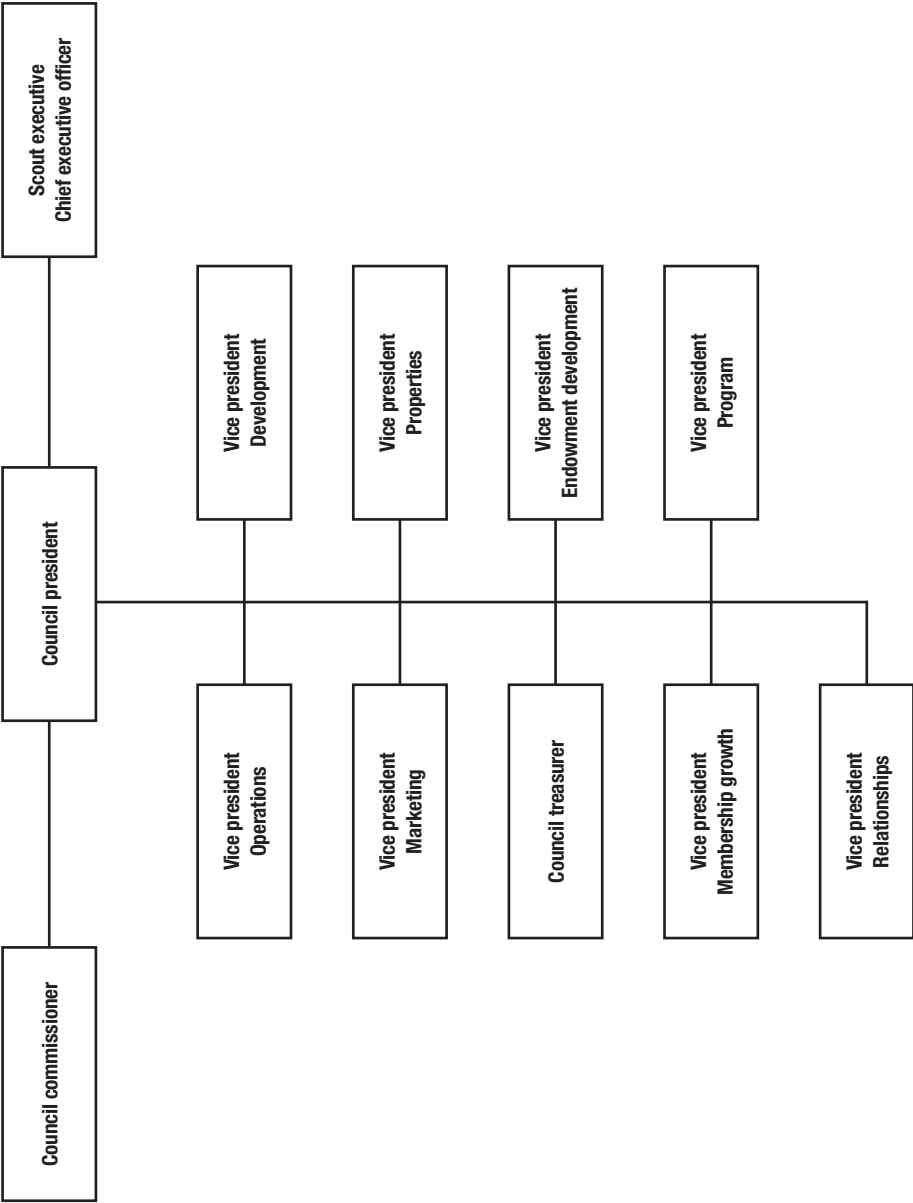 Council commissioner
Council president
Scout executive
Chief executive officer
Vice president
Operations
Vice president
Development
Vice president
Marketing
Vice president
Properties
Council treasurer
Vice president
Endowment development
Vice president
Membership growth
Vice president
Program
Vice president
Relationships